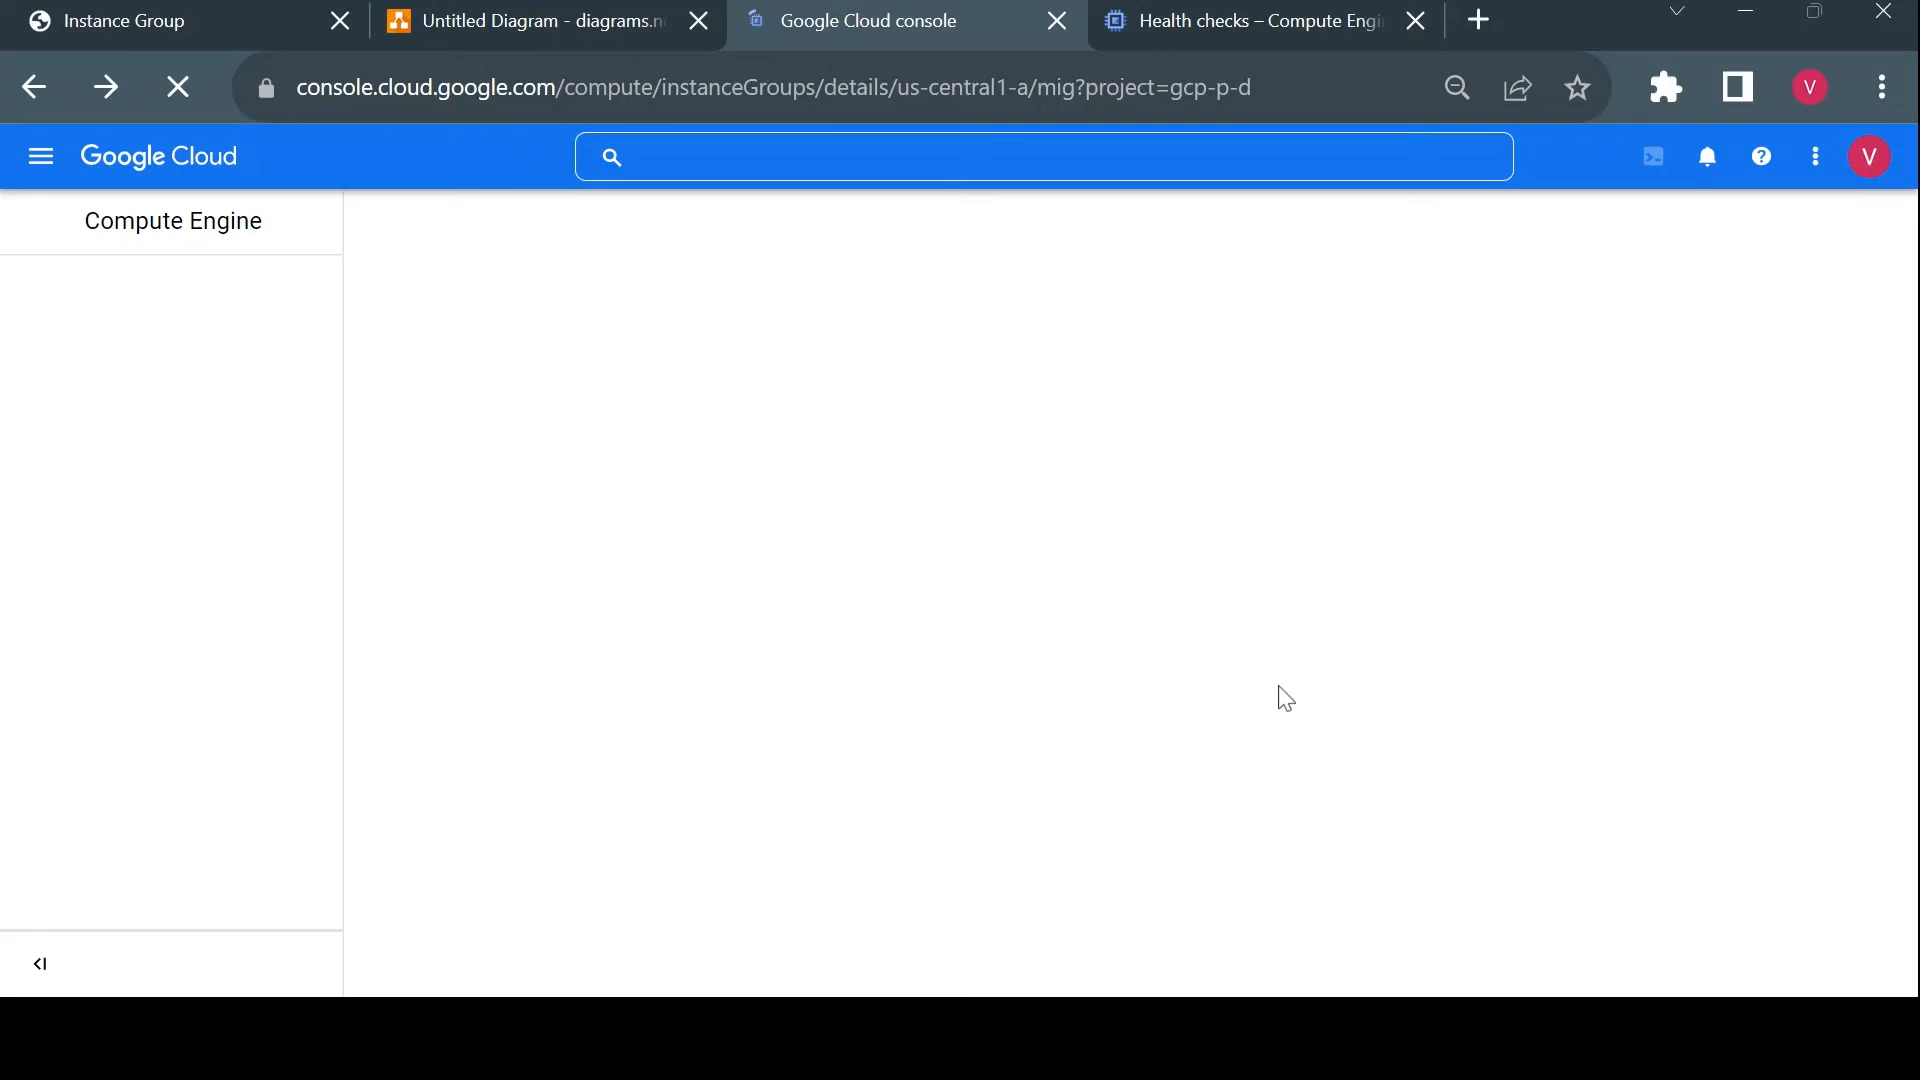 Instance Group
Untitled Diagram - diagrams.n
Google Cloud console
Health checks – Compute Engi
console.cloud.google.com/compute/instanceGroups/details/us-central1-a/mig?project=gcp-p-d
V
Google Cloud
V
Compute Engine